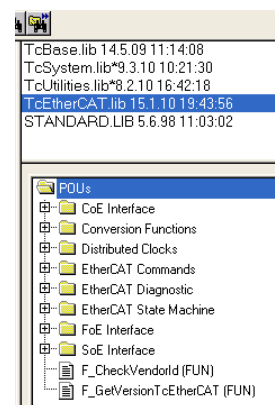 TcBase.lib 14.5.09 11:14:08
TcSystem.lib*9.3.10 10:21:30
TcUtilities.lib*8.2.10 16:42:18
TcEtherCAT.lib 15.1.10 19:43:56
STANDARD.LIB 5.6.98 11:03:02
POUs
CoE Interface
Conversion Functions
Distributed Clocks
EtherCAT Commands
EtherCAT Diagnostic
EtherCAT State Machine
FoE Interface
SoE Interface
F_CheckVendorId (FUN)
F_GetVersionTcEtherCAT (FUN)